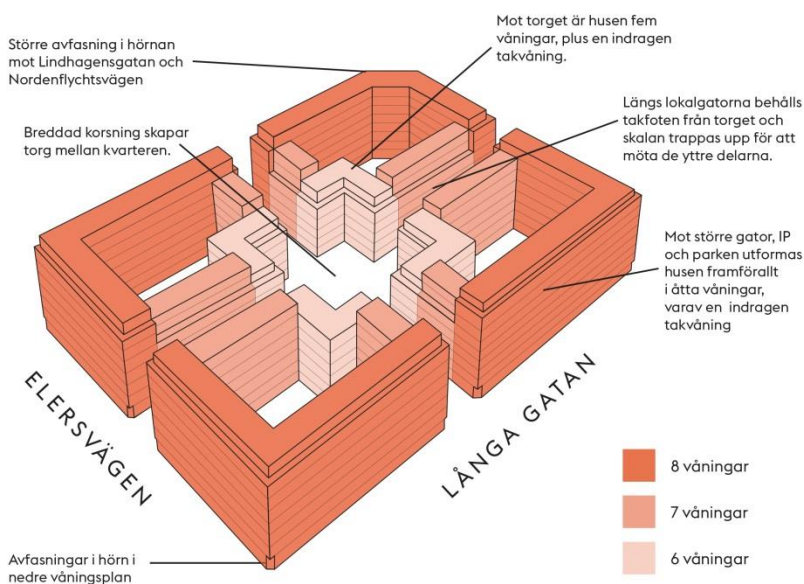 Större avfasning i hörnan
mot Lindhagensgatan och
Nordenflychtsvägen
Mot torget är husen fem
våningar, plus en indragen
takvåning.
Breddad korsning skapar
torg mellan kvarteren.
Längs lokalgatorna behålls
takfoten från torget och
skalan trappas upp för att
möta de yttre delarna.
Mot större gator, IP
och parken utformas
husen framförallt
i åtta våningar,
varav en indragen
takvåning
ELERSVÄGEN
LÅNGA GATAN
8 våningar
7 våningar
6 våningar
Avfasningar i hörn i
nedre våningsplan